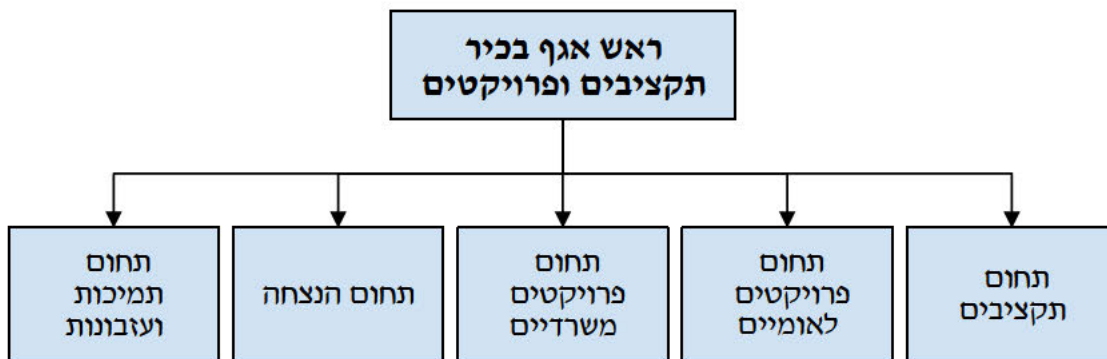 ראש אגף בכיר
תקציבים ופרויקטים
תחום
תקציבים
תחום
פרויקטים
לאומיים
תחום
פרויקטים
משרדיים
תחום הנצחה
תחום
תמיכות
ועזבונות